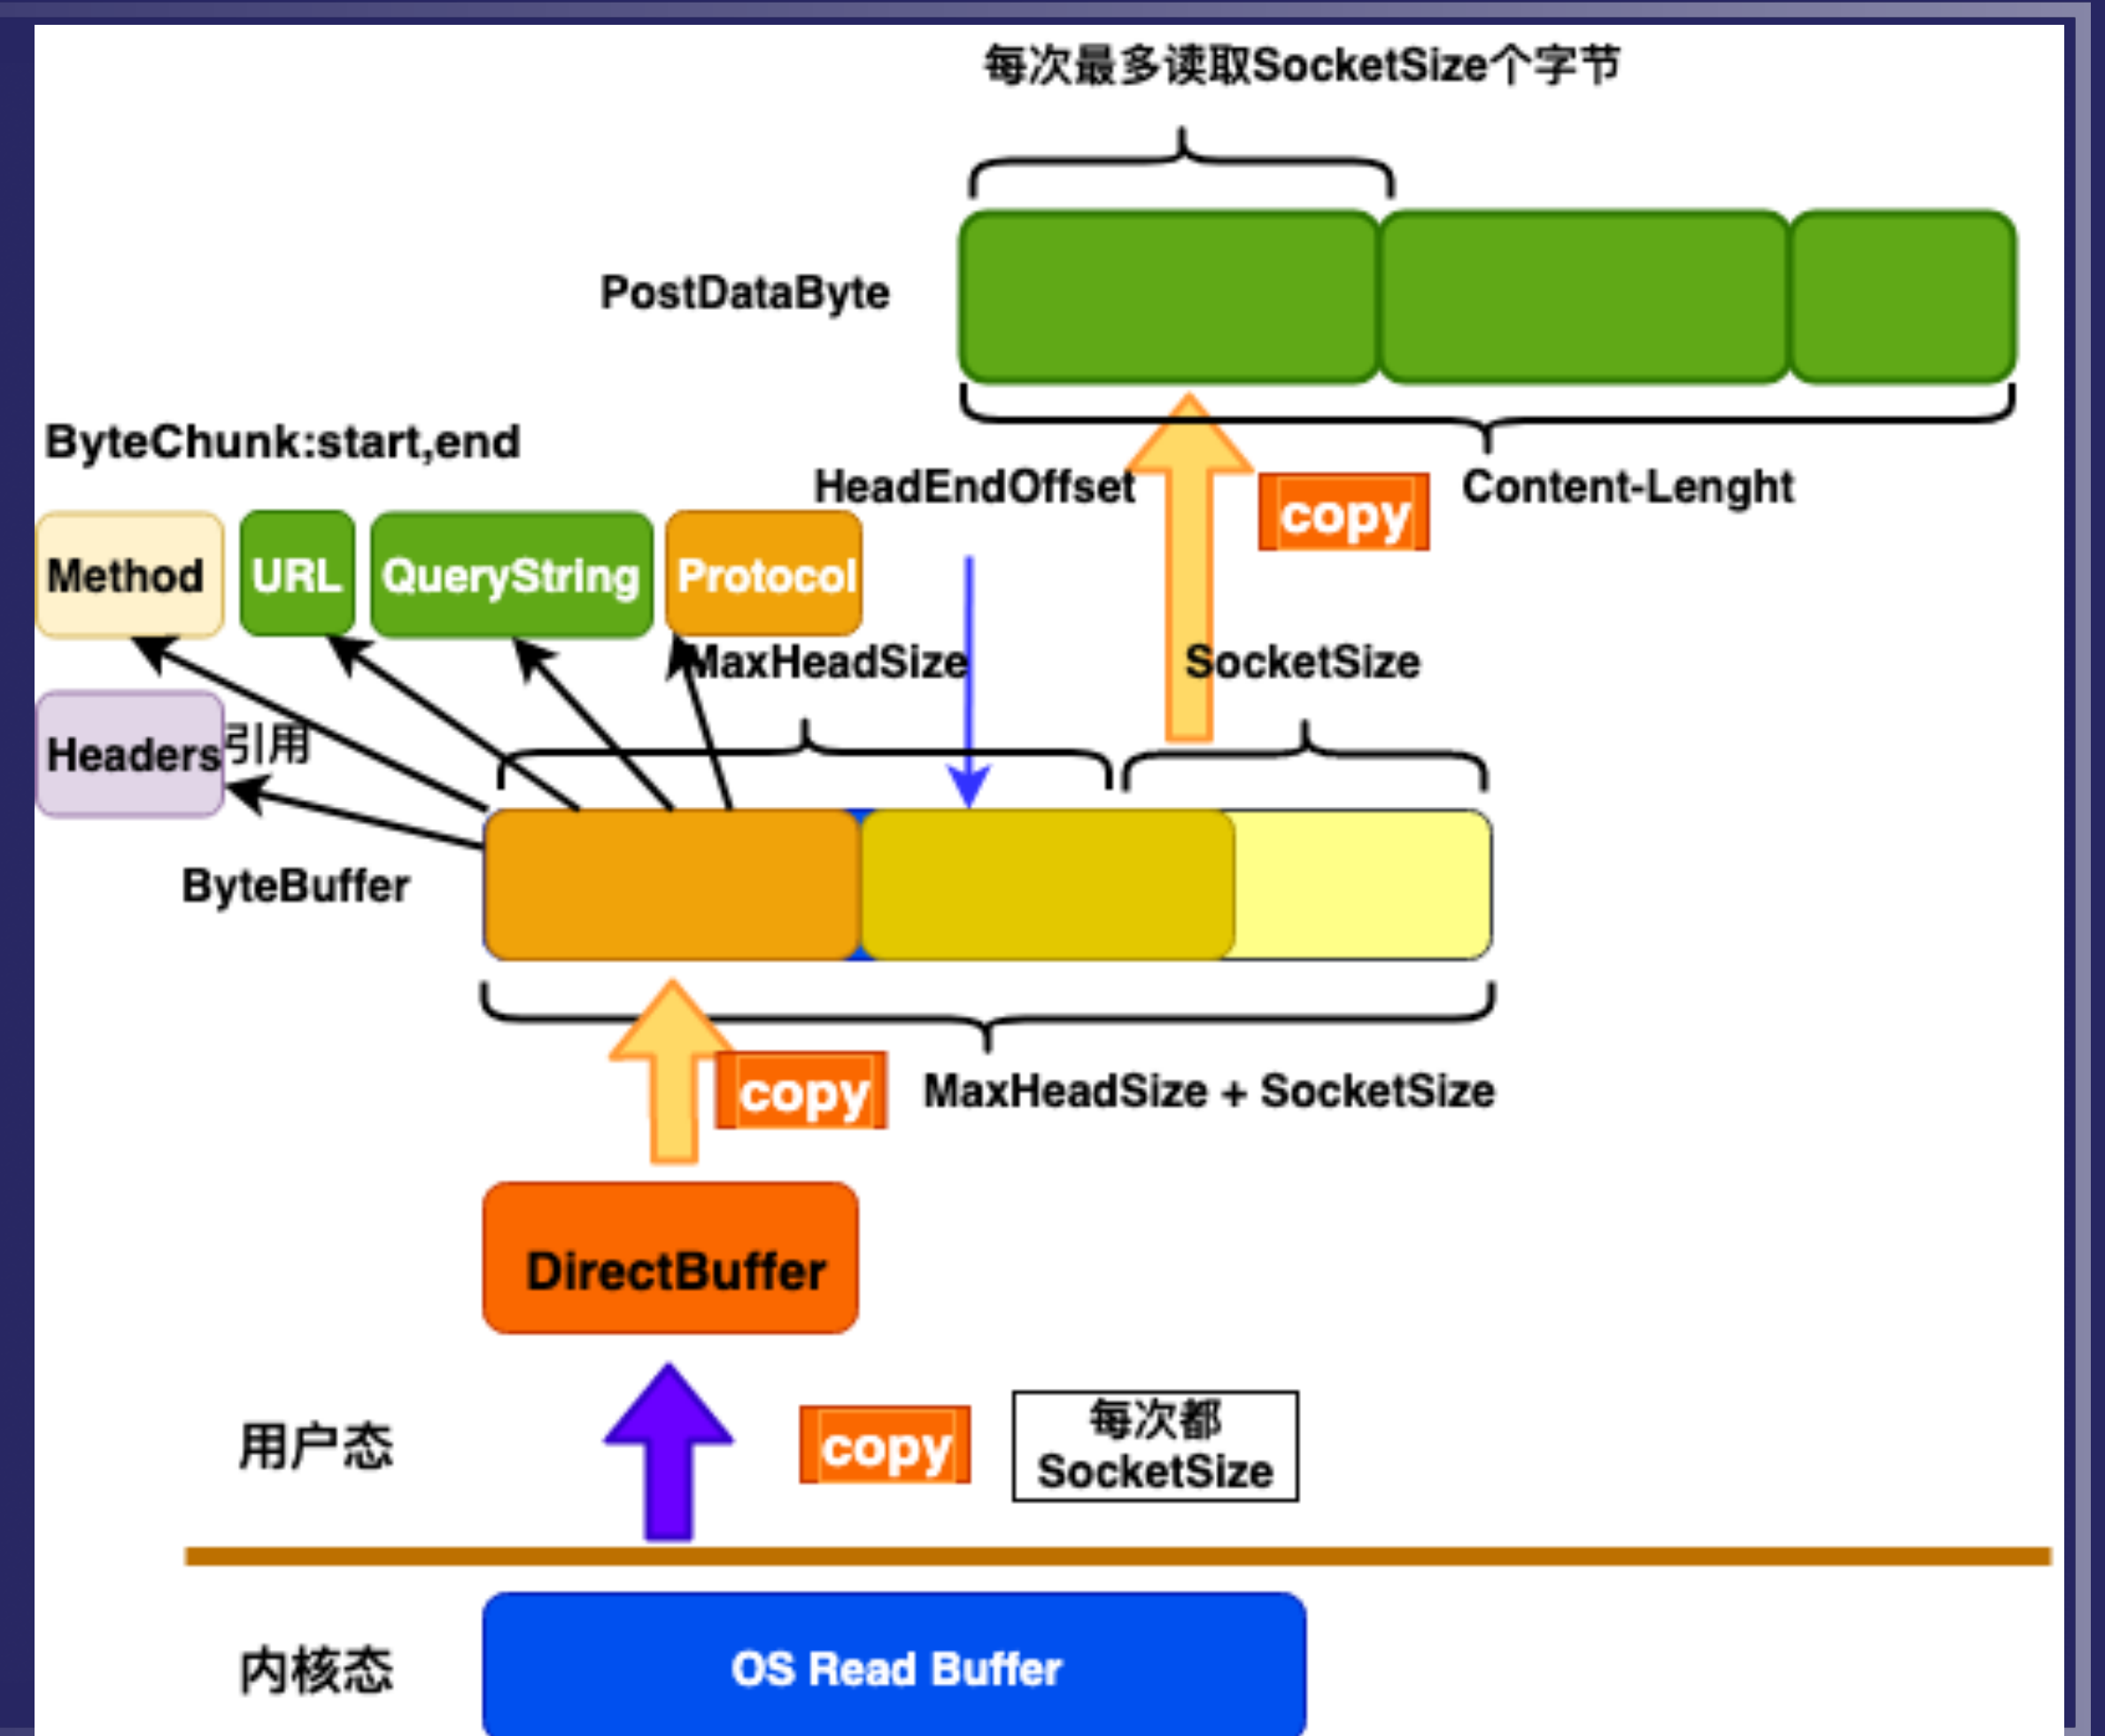 每次最多读取SocketSize个字节
PostDataByte
ByteChunk:start,end
HeadEndOffset
copy
Content-Lenght
Method
URL
QueryString
Protocol
MaxHeadSize
SocketSize
Headers
引用
ByteBuffer
copy
MaxHeadSize + SocketSize
DirectBuffer
用户态
copy
每次都
SocketSize
内核态
OS Read Buffer